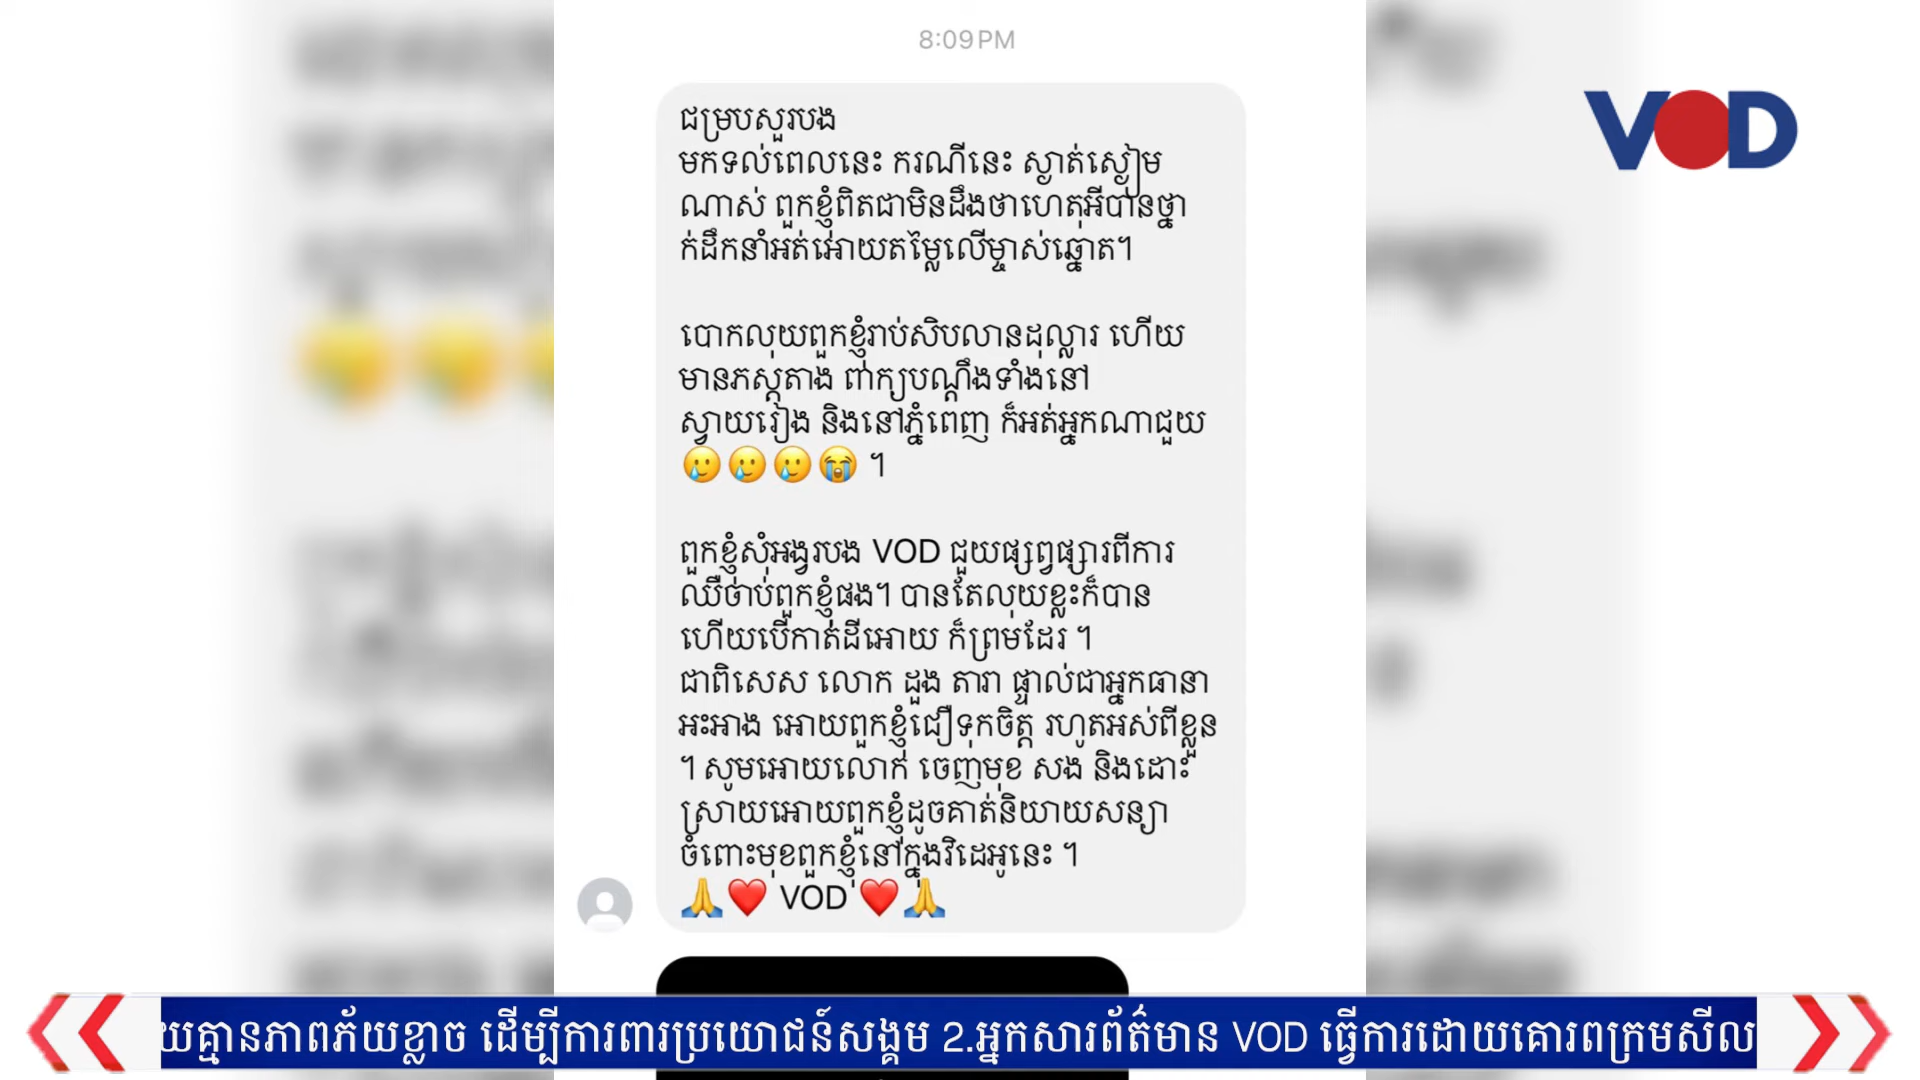 8:09 PM
VOD
ជម្រាបសួរបង
មកទល់ពេលនេះ ករណីនេះ ស្ងាត់ស្ងៀម
ណាស់ ពួកខ្ញុំពិតជាមិនដឹងថាហេតុអីបានថ្នា
ក់ដឹកនាំអត់អោយតម្លៃលើម្ចាស់ឆ្នោត។
បោកលុយពួកខ្ញុំរាប់សិបលានដុល្លារ ហើយ
មានភស្តុតាង ពាក្យបណ្តឹងទាំងនៅ
ស្វាយរៀង និងនៅភ្នំពេញ ក៏អត់អ្នកណាជួយ
🥲🥲🥲😭 ។
ពួកខ្ញុំសំអង្វរបង VOD ជួយផ្សព្វផ្សារពីការ
ឈឺចាប់ពួកខ្ញុំផង។ បានតែលុយខ្លះក៏បាន
ហើយបើកាត់ដីអោយ ក៏ព្រមដែរ ។
ជាពិសេស លោក ដួង តារា ផ្ទាល់ជាអ្នកធានា
អះអាង អោយពួកខ្ញុំជឿទុកចិត្ត រហូតអស់ពីខ្លួន
។ សូមអោយលោក ចេញមុខ សង និងដោះ
ស្រាយអោយពួកខ្ញុំដូចគាត់និយាយសន្យា
ចំពោះមុខពួកខ្ញុំនៅក្នុងវិដេអូនេះ ។
🙏❤️ VOD ❤️🙏
យគ្មានភាពភ័យខ្លាច ដើម្បីការពារប្រយោជន៍សង្គម 2.អ្នកសារព័ត៌មាន VOD ធ្វើការដោយគោរពក្រមសីល